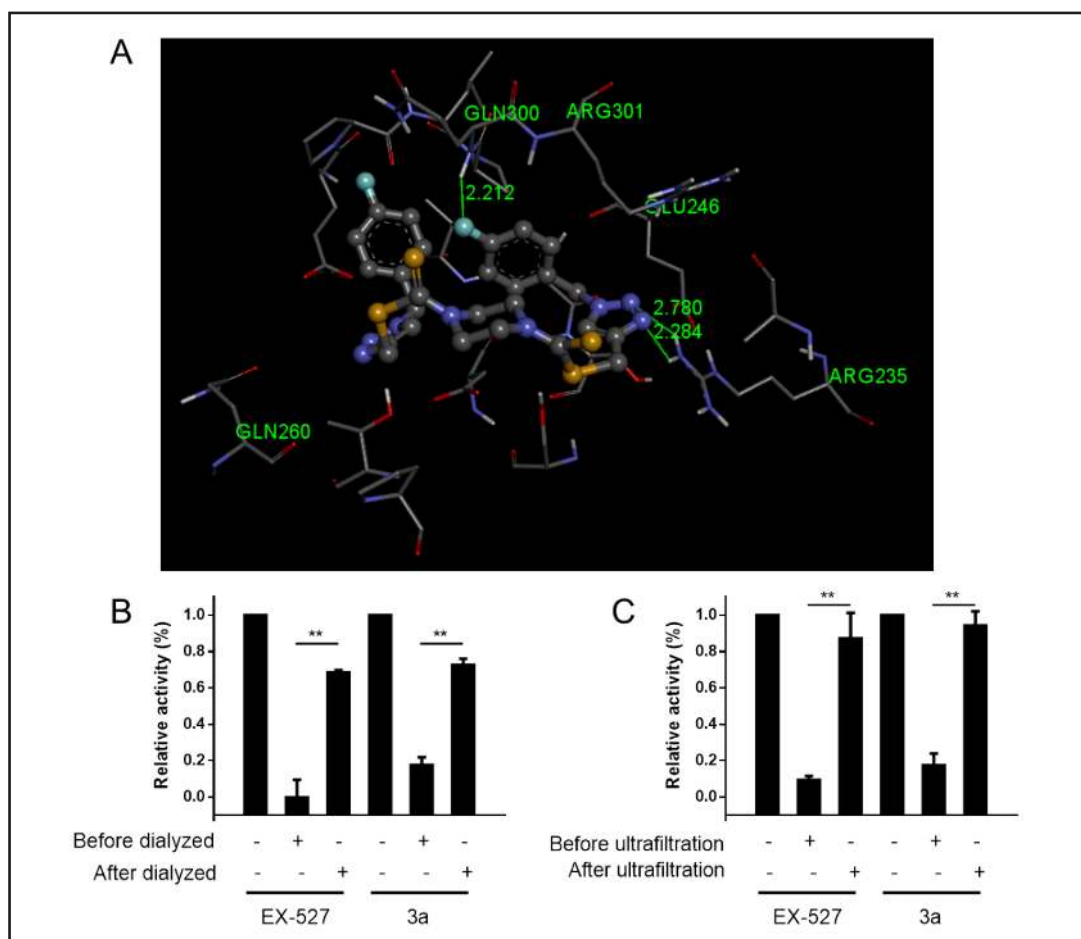 A
GLN300
ARG301
2.212
GLU246
2.780
2.284
ARG235
GLN260
B
Relative activity (%)
1.0
0.8
0.6
0.4
0.2
0.0
**
**
Before dialyzed - + - - + -
After dialyzed - - + - - +
EX-527 3a
C
Relative activity (%)
1.0
0.8
0.6
0.4
0.2
0.0
**
**
Before ultrafiltration - + - - + -
After ultrafiltration - - + - - +
EX-527 3a